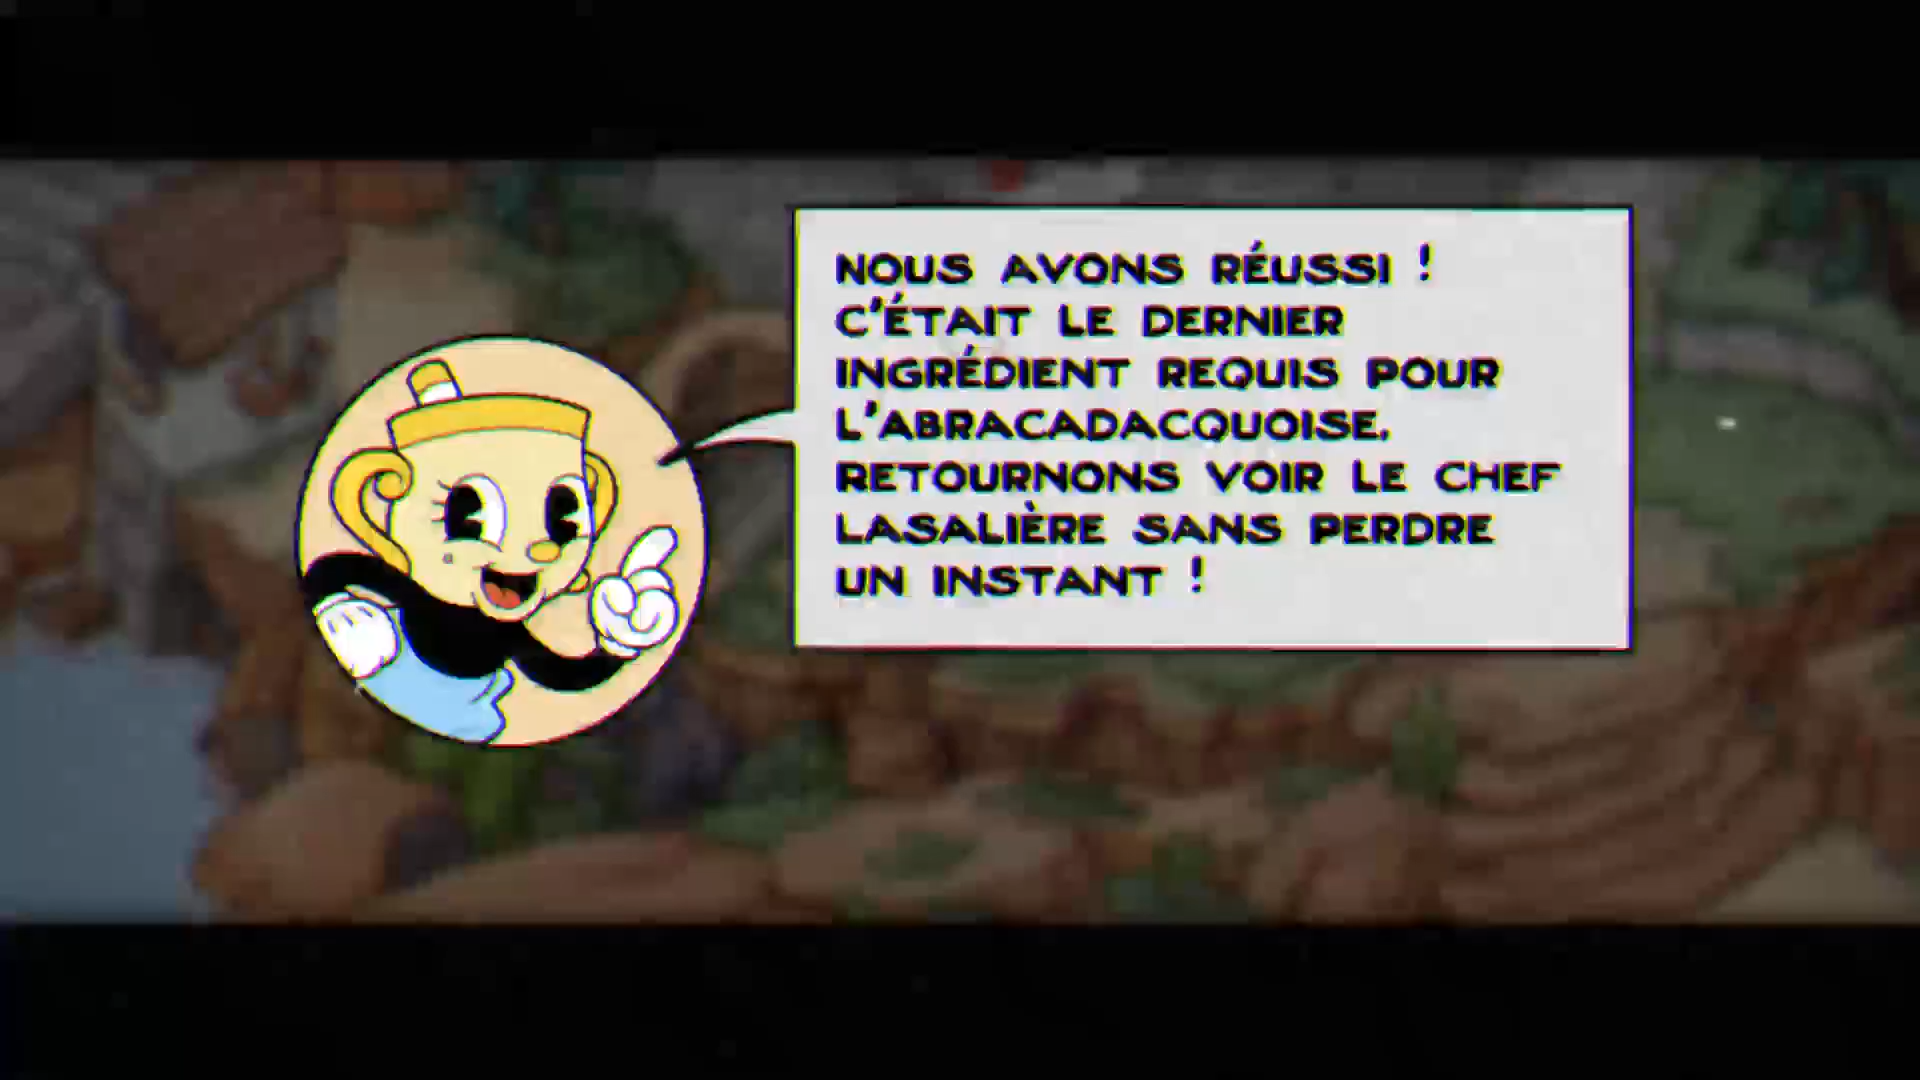 NOUS AVONS RÉUSSI !
C'ÉTAIT LE DERNIER
INGRÉDIENT REQUIS POUR
L'ABRACADACQUOISE.
RETOURNONS VOIR LE CHEF
LASALIÈRE SANS PERDRE
UN INSTANT !